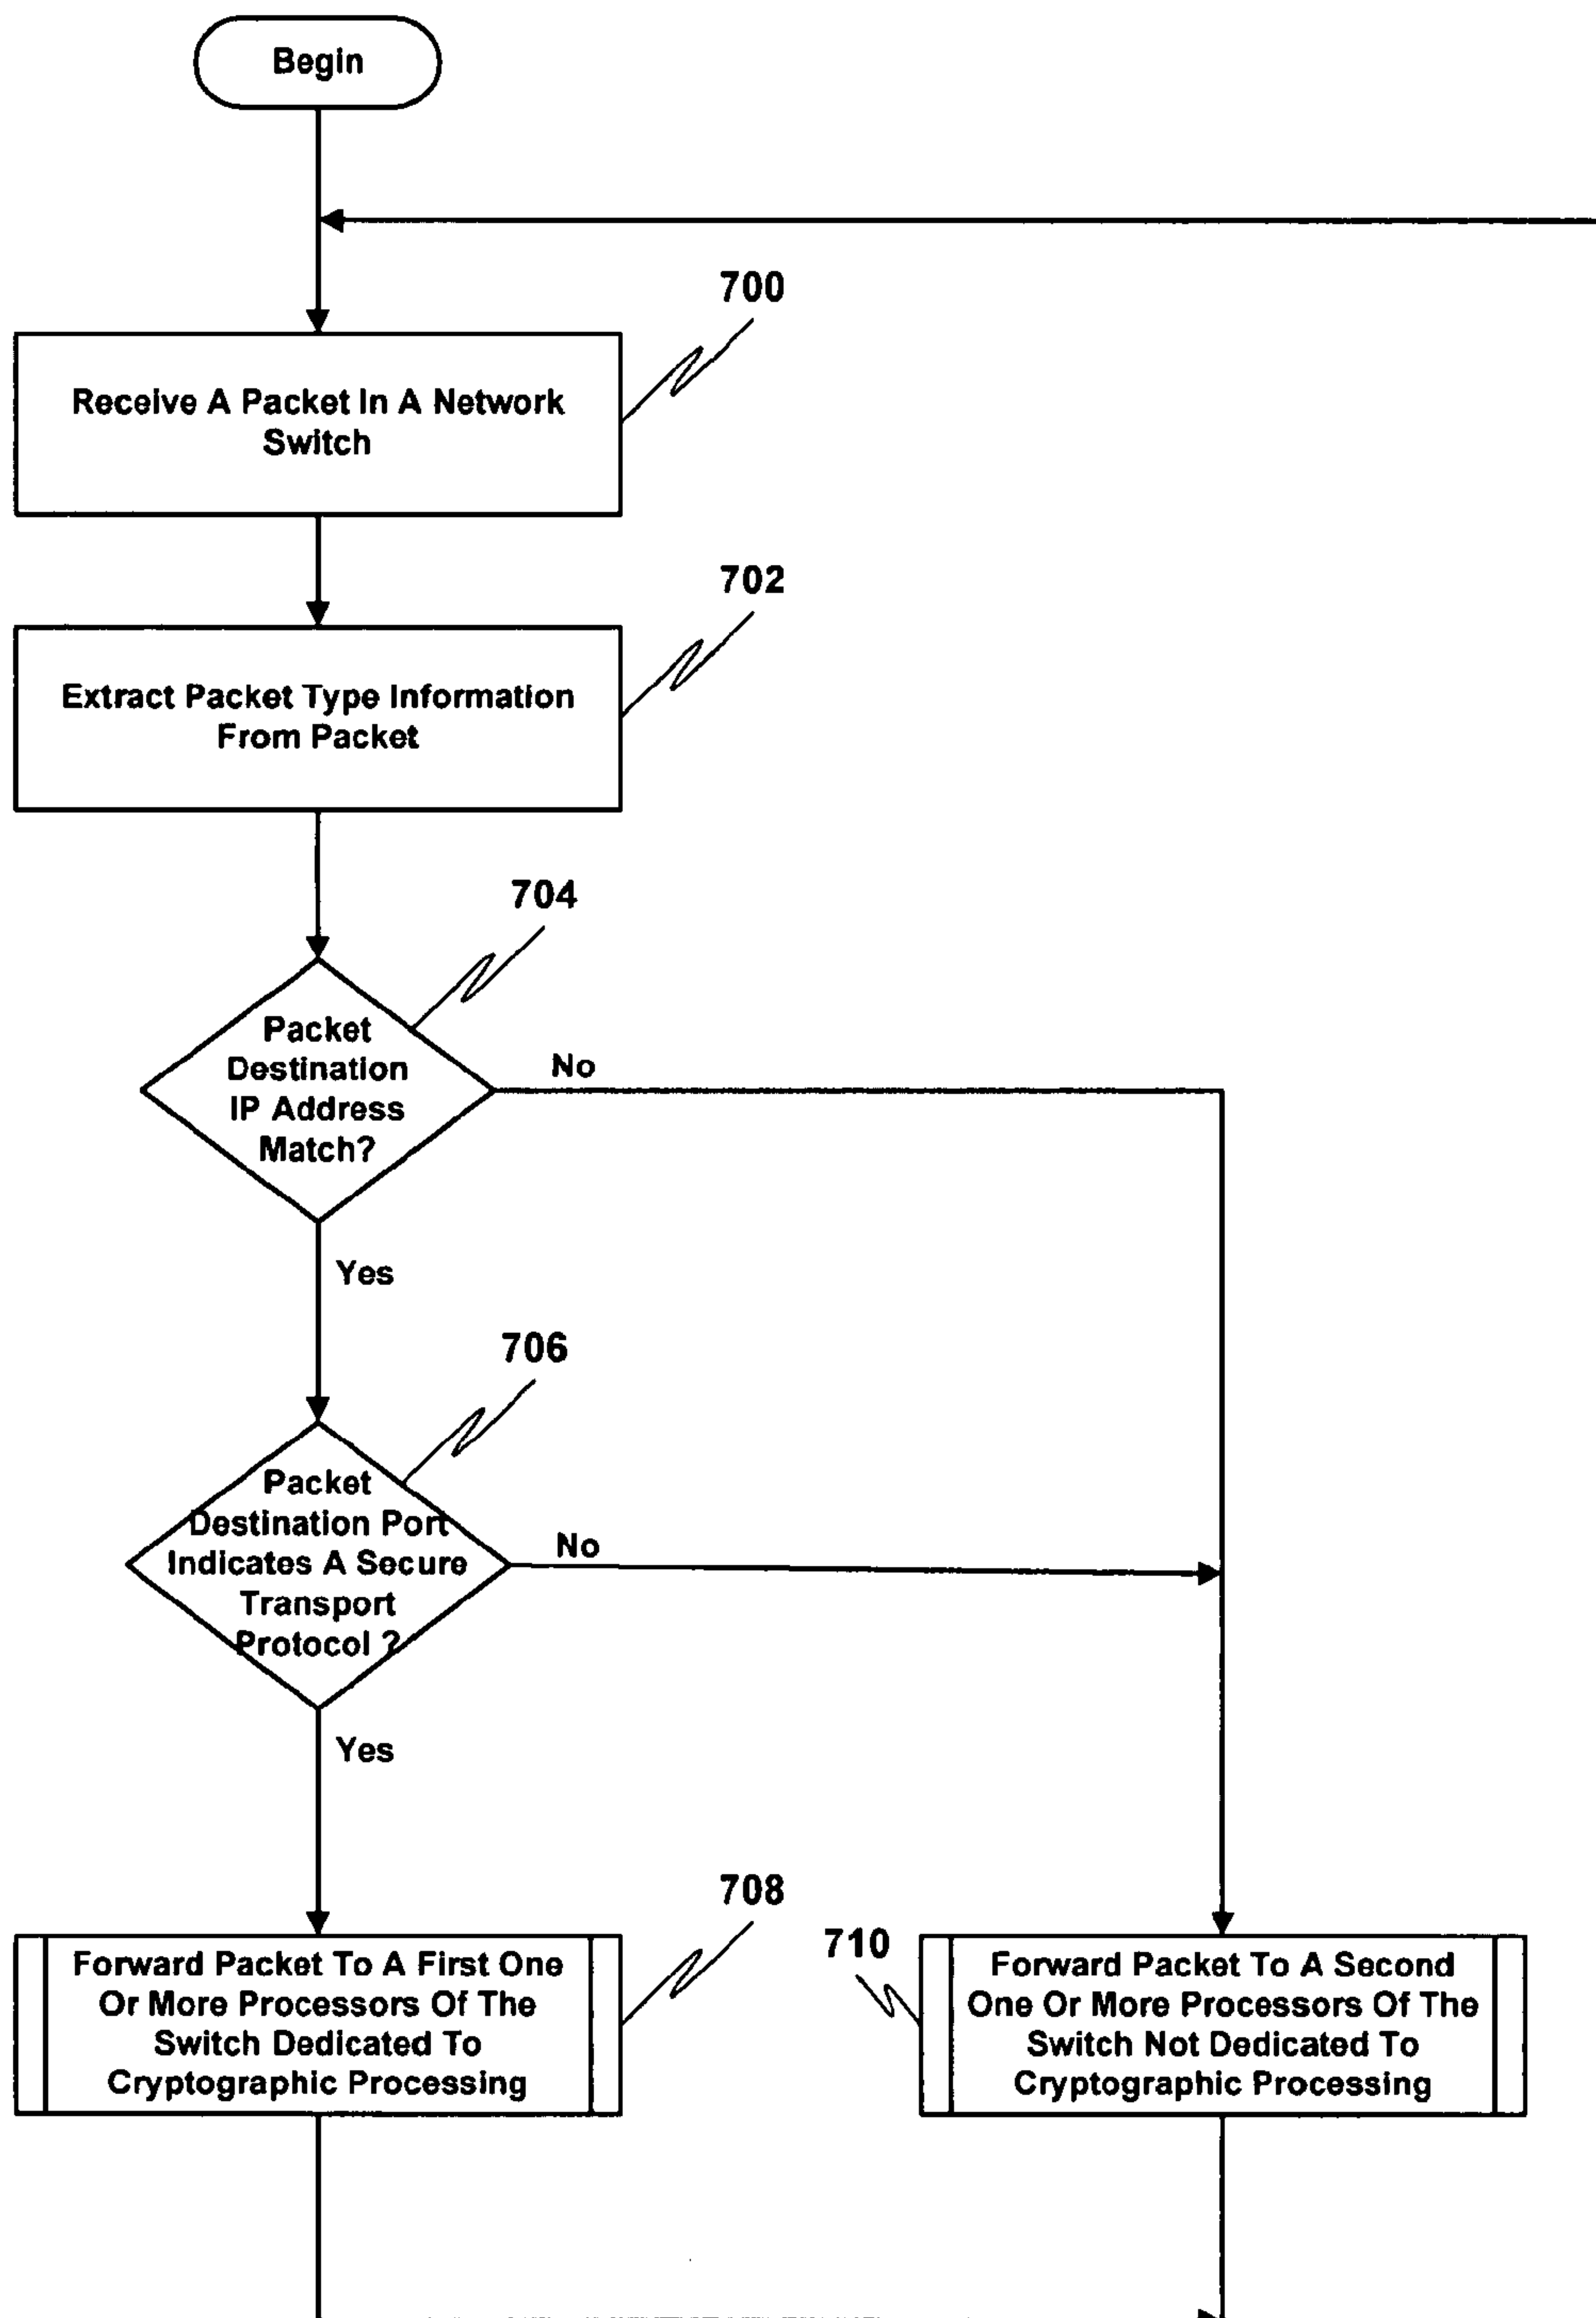 Begin
700
Receive A Packet In A Network
Switch
702
Extract Packet Type Information
From Packet
704
Packet
Destination
IP Address
Match?
No
Yes
706
Packet
Destination Port
Indicates A Secure
Transport
Protocol ?
No
Yes
708
Forward Packet To A First One
Or More Processors Of The
Switch Dedicated To
Cryptographic Processing
710
Forward Packet To A Second
One Or More Processors Of The
Switch Not Dedicated To
Cryptographic Processing